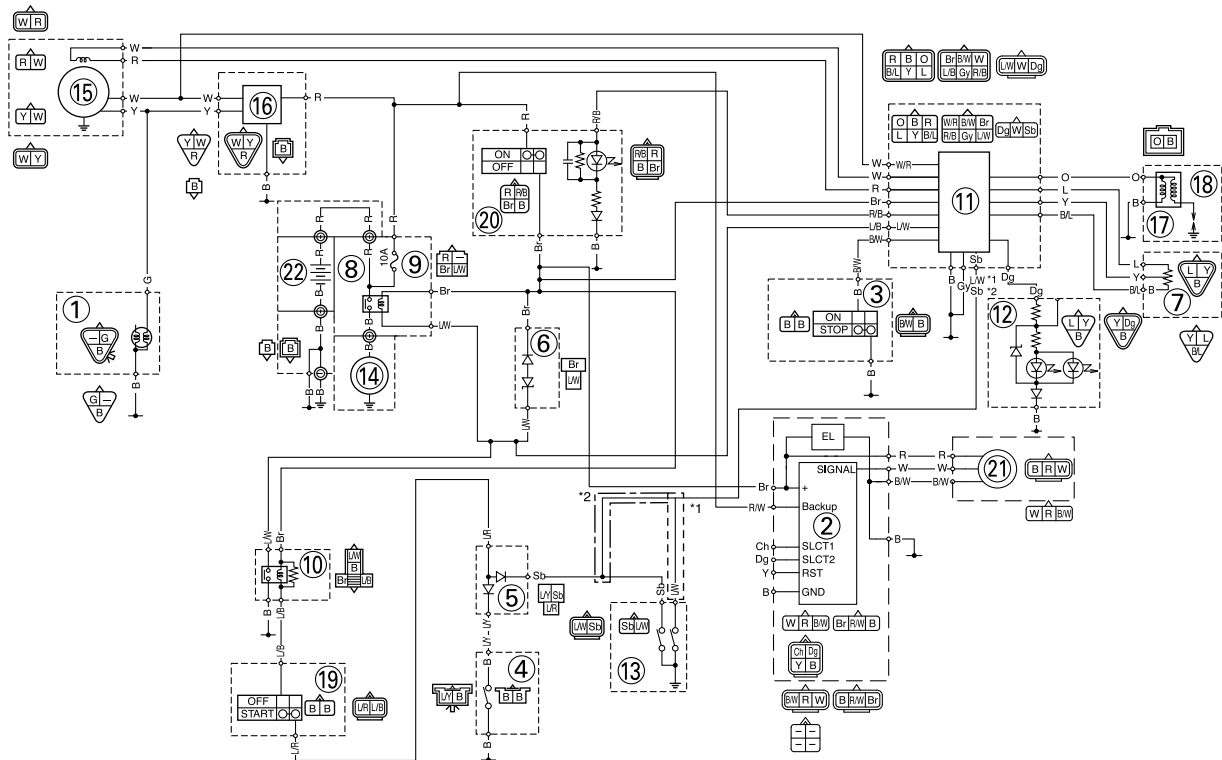 W R
R W
15
Y W
W Y
W
R
W
Y
W
Y
16
R
Y W
R
W Y
R
B
B
B
G
1
– G
B
B
G –
B
R
R
R
R
R
22
8
10A
9
R –
Br L/W
B
B
B
Br
L/W
B
B
14
B
B
R
ON
OFF
R R/B
Br B
20
Br
R/B
R/B R
B Br
B
Br
6
Br
L/W
L/W
R B O
B/L Y L
Br B/W W
L/B Gy R/B
L/W W Dg
O B R
L Y B/L
W/R B/W Br
R/B Gy L/W
Dg W Sb
W
W/R
W
R
Br
R/B
L/B
L/W
B/W
11
O
L
Y
B/L
O
B
O B
18
17
L
Y
B/L
L Y
B
7
Y L
B/L
Sb
B
Gy
L/W *1
Sb *2
Dg
B/W
B
3
B B
ON
STOP
B/W B
B
Dg
12
L Y
B
Y Dg
B
B
EL
SIGNAL
+
Br
Backup
R/W
2
Ch
SLCT1
Dg
SLCT2
Y
RST
B
GND
R
W
B/W
R
W
B/W
21
B R W
W R B/W
B
W R B/W
Br R/W B
Ch Dg
Y B
B/W R W
B R/W Br
– –
– –
L/W
Br
10
L/W
B
Br L/B
B
L/B
L/B
19
OFF
START
B B
L/R L/B
L/R
L/R
5
Sb
L/Y Sb
L/R
L/Y
L/Y
B
4
L/Y B
B B
B
*2
*1
Sb
L/W
L/W Sb
Sb L/W
13